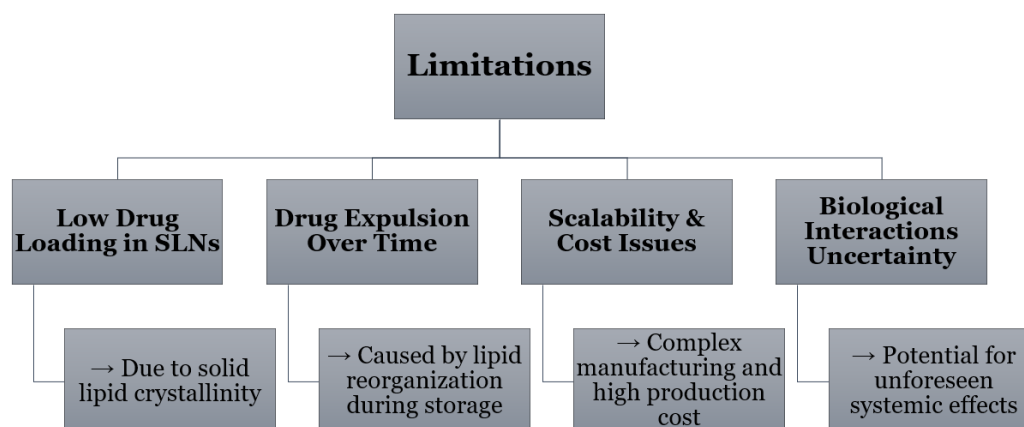 Limitations
Low Drug
Loading in SLNs
Drug Expulsion
Over Time
Scalability &
Cost Issues
Biological
Interactions
Uncertainty
→ Due to solid
lipid crystallinity
→ Caused by lipid
reorganization
during storage
→ Complex
manufacturing and
high production
cost
→ Potential for
unforeseen
systemic effects